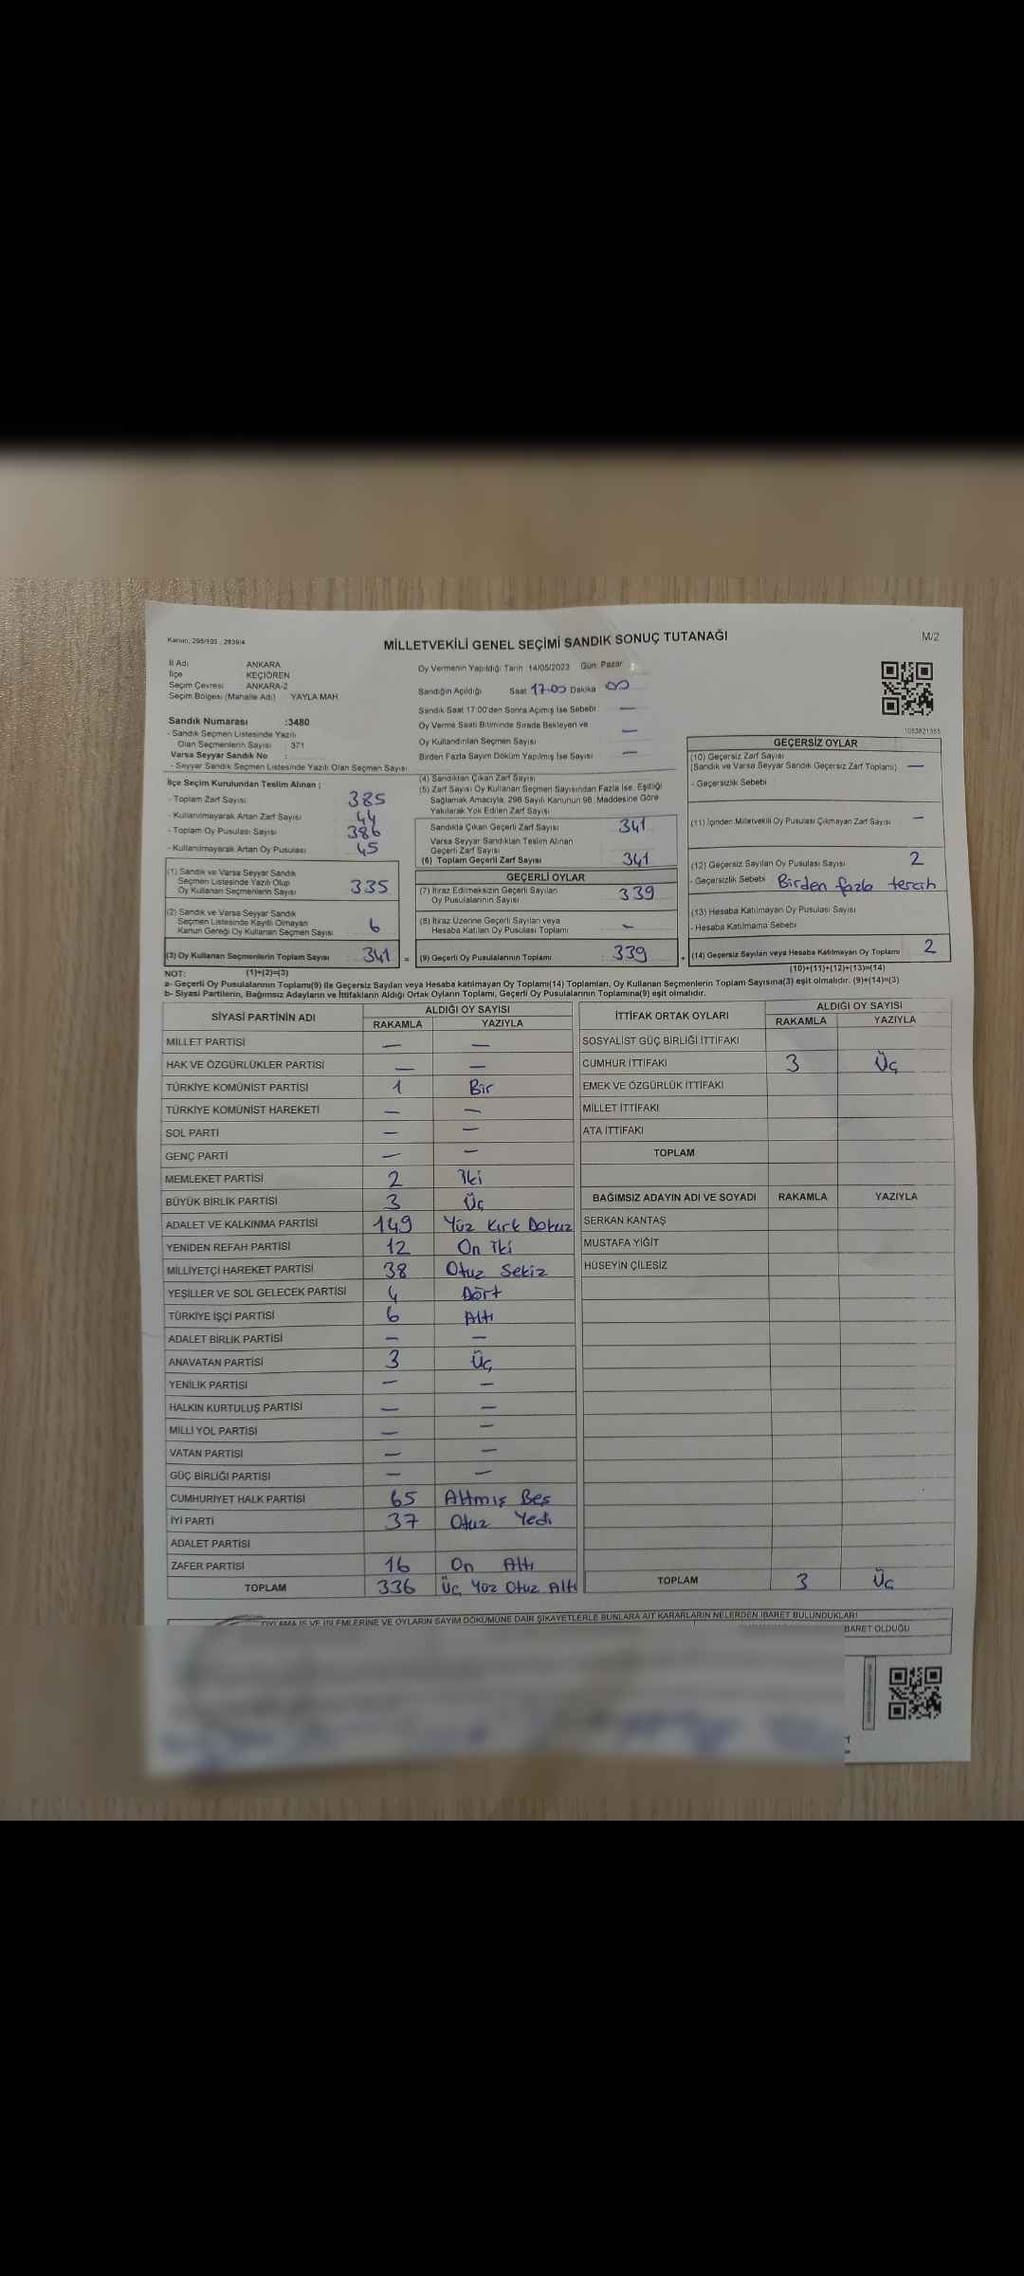 Kanun: 298/105 , 2839/4
MİLLETVEKİLİ GENEL SEÇİMİ SANDIK SONUÇ TUTANAĞI
M/2
İl Adı ANKARA
İlçe KEÇİÖREN
Seçim Çevresi ANKARA-2
Seçim Bölgesi (Mahalle Adı) YAYLA MAH.
Sandık Numarası :3480
- Sandık Seçmen Listesinde Yazılı
Olan Seçmenlerin Sayısı : 371
Varsa Seyyar Sandık No :
- Seyyar Sandık Seçmen Listesinde Yazılı Olan Seçmen Sayısı
Oy Vermenin Yapıldığı Tarih 14/05/2023 Gün: Pazar
Sandığın Açıldığı Saat 17.00 Dakika 00
Sandık Saat 17:00'den Sonra Açımış İse Sebebi —
Oy Verme Saati Bitiminde Sırada Bekleyen ve
Oy Kullandırılan Seçmen Sayısı —
Birden Fazla Sayım Döküm Yapılmış İse Sayısı —
1083821355
İlçe Seçim Kurulundan Teslim Alınan ;
- Toplam Zarf Sayısı 385
- Kullanılmayarak Artan Zarf Sayısı 44
- Toplam Oy Pusulası Sayısı 386
- Kullanılmayarak Artan Oy Pusulası 45
(1) Sandık ve Varsa Seyyar Sandık
Seçmen Listesinde Yazılı Olup
Oy Kullanan Seçmenlerin Sayısı 335
(2) Sandık ve Varsa Seyyar Sandık
Seçmen Listesinde Kayıtlı Olmayan
Kanun Gereği Oy Kullanan Seçmen Sayısı 6
(3) Oy Kullanan Seçmenlerin Toplam Sayısı 341 =
(4) Sandıktan Çıkan Zarf Sayısı
(5) Zarf Sayısı Oy Kullanan Seçmen Sayısından Fazla İse, Eşitliği
Sağlamak Amacıyla, 298 Sayılı Kanunun 98. Maddesine Göre
Yakılarak Yok Edilen Zarf Sayısı
Sandıkta Çıkan Geçerli Zarf Sayısı 341
Varsa Seyyar Sandıktan Teslim Alınan
Geçerli Zarf Sayısı
(6) Toplam Geçerli Zarf Sayısı 341
GEÇERLİ OYLAR
(7) İtiraz Edilmeksizin Geçerli Sayılan
Oy Pusulalarının Sayısı 339
(8) İtiraz Üzerine Geçerli Sayılan veya
Hesaba Katılan Oy Pusulası Toplamı —
(9) Geçerli Oy Pusulalarının Toplamı 339 +
GEÇERSİZ OYLAR
(10) Geçersiz Zarf Sayısı
(Sandık ve Varsa Seyyar Sandık Geçersiz Zarf Toplamı) —
- Geçersizlik Sebebi
(11) İçinden Milletvekili Oy Pusulası Çıkmayan Zarf Sayısı —
(12) Geçersiz Sayılan Oy Pusulası Sayısı 2
- Geçersizlik Sebebi Birden fazla tercih
(13) Hesaba Katılmayan Oy Pusulası Sayısı
- Hesaba Katılmama Sebebi
(14) Geçersiz Sayılan veya Hesaba Katılmayan Oy Toplamı 2
NOT: (1)+(2)=(3) (10)+(11)+(12)+(13)=(14)
a- Geçerli Oy Pusulalarının Toplamı(9) ile Geçersiz Sayılan veya Hesaba katılmayan Oy Toplamı(14) Toplamları, Oy Kullanan Seçmenlerin Toplam Sayısına(3) eşit olmalıdır. (9)+(14)=(3)
b- Siyasi Partilerin, Bağımsız Adayların ve İttifakların Aldığı Ortak Oyların Toplamı, Geçerli Oy Pusulalarının Toplamına(9) eşit olmalıdır.
SİYASİ PARTİNİN ADI ALDIĞI OY SAYISI
RAKAMLA YAZIYLA
MİLLET PARTİSİ — —
HAK VE ÖZGÜRLÜKLER PARTİSİ — —
TÜRKİYE KOMÜNİST PARTİSİ 1 Bir
TÜRKİYE KOMÜNİST HAREKETİ — —
SOL PARTİ — —
GENÇ PARTİ — —
MEMLEKET PARTİSİ 2 İki
BÜYÜK BİRLİK PARTİSİ 3 Üç
ADALET VE KALKINMA PARTİSİ 149 Yüz Kırk Dokuz
YENİDEN REFAH PARTİSİ 12 On İki
MİLLİYETÇİ HAREKET PARTİSİ 38 Otuz Sekiz
YEŞİLLER VE SOL GELECEK PARTİSİ 4 Dört
TÜRKİYE İŞÇİ PARTİSİ 6 Altı
ADALET BİRLİK PARTİSİ — —
ANAVATAN PARTİSİ 3 Üç
YENİLİK PARTİSİ — —
HALKIN KURTULUŞ PARTİSİ — —
MİLLİ YOL PARTİSİ — —
VATAN PARTİSİ — —
GÜÇ BİRLİĞİ PARTİSİ — —
CUMHURİYET HALK PARTİSİ 65 Altmış Beş
İYİ PARTİ 37 Otuz Yedi
ADALET PARTİSİ
ZAFER PARTİSİ 16 On Altı
TOPLAM 336 Üç Yüz Otuz Altı
İTTİFAK ORTAK OYLARI ALDIĞI OY SAYISI
RAKAMLA YAZIYLA
SOSYALİST GÜÇ BİRLİĞİ İTTİFAKI
CUMHUR İTTİFAKI 3 Üç
EMEK VE ÖZGÜRLÜK İTTİFAKI
MİLLET İTTİFAKI
ATA İTTİFAKI
TOPLAM
BAĞIMSIZ ADAYIN ADI VE SOYADI RAKAMLA YAZIYLA
SERKAN KANTAŞ
MUSTAFA YİĞİT
HÜSEYİN ÇİLESİZ
TOPLAM 3 Üç
OYLAMA İŞ VE İŞLEMLERİNE VE OYLARIN SAYIM DÖKÜMÜNE DAİR ŞİKAYETLERLE BUNLARA AİT KARARLARIN NELERDEN İBARET BULUNDUKLARI
BARET OLDUĞU